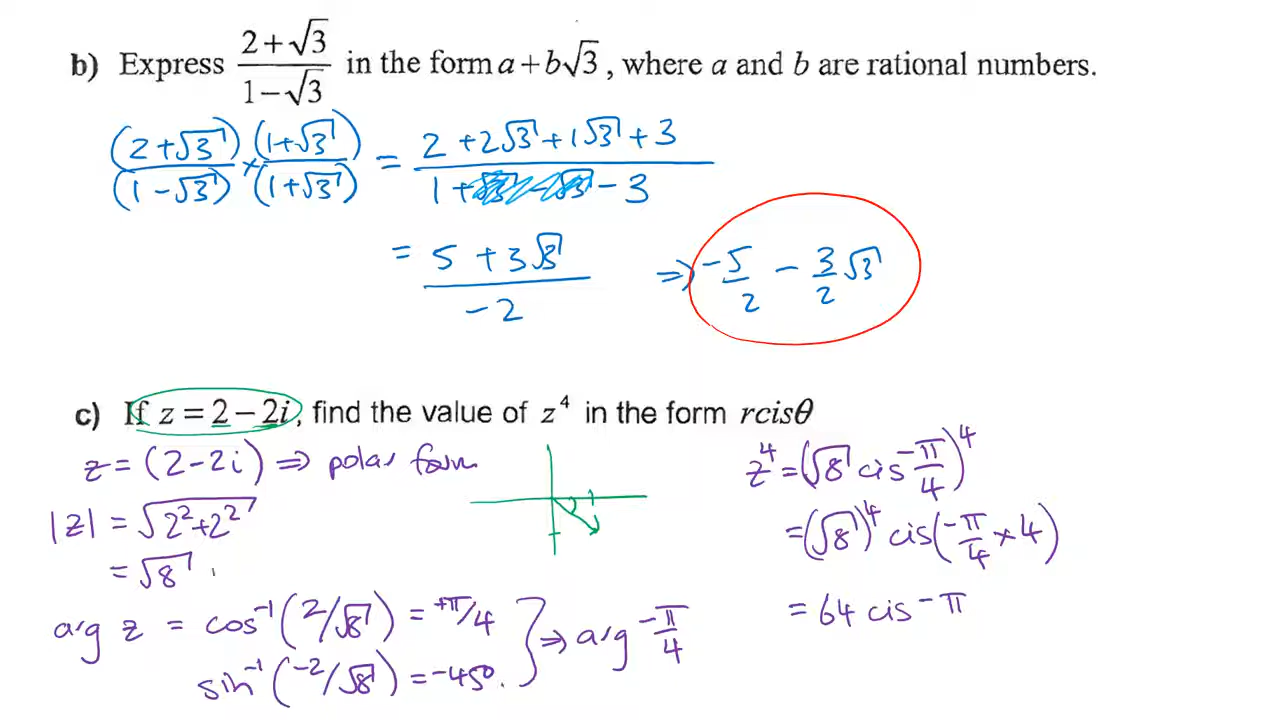 b) Express (2+√3)/(1−√3) in the form a+b√3, where a and b are rational numbers.
(2+√3)/(1−√3) × (1+√3)/(1+√3) = (2+2√3+1√3+3)/(1+ −3)
= (5+3√3)/−2 ⇒ −5/2 − 3/2 √3
c) If z = 2 − 2i, find the value of z⁴ in the form rcisθ
z = (2−2i) ⇒ polar form
|z| = √(2²+2²)
= √8
arg z = cos⁻¹(2/√8) = +π/4
sin⁻¹(−2/√8) = −45°. } ⇒ arg −π/4
z⁴ = (√8 cis −π/4)⁴
= (√8)⁴ cis(−π/4 × 4)
= 64 cis −π